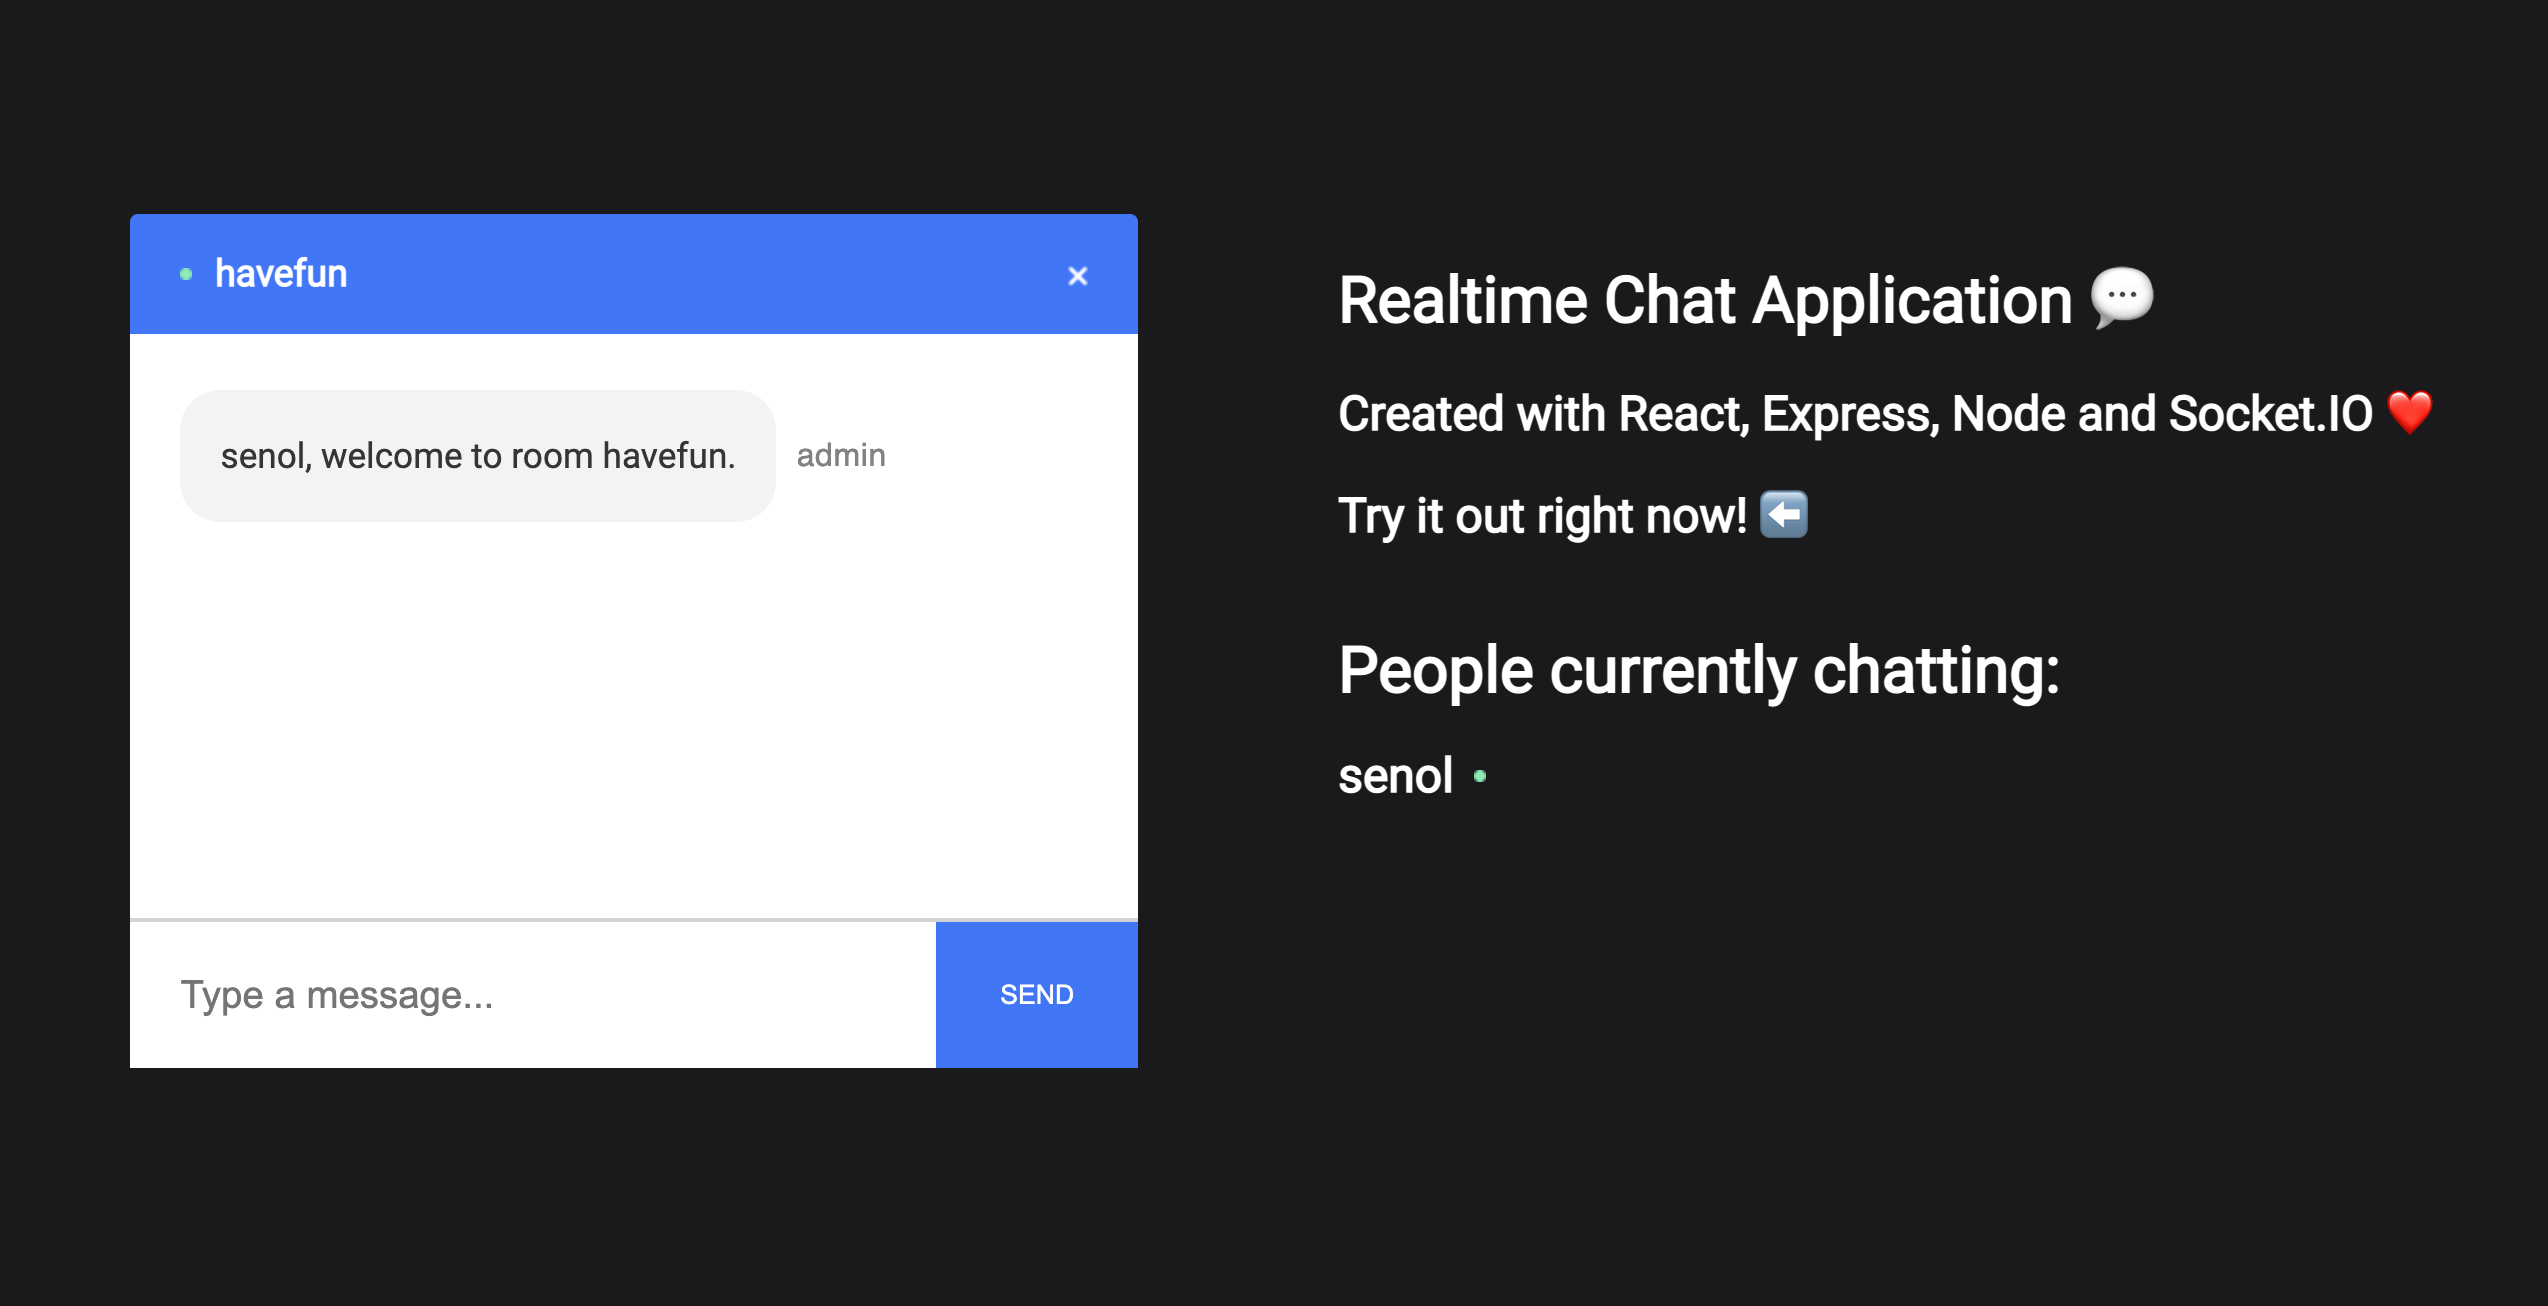 havefun
senol, welcome to room havefun.
admin
Type a message...
SEND
Realtime Chat Application 💬
Created with React, Express, Node and Socket.IO ❤️
Try it out right now! ⬅️
People currently chatting:
senol